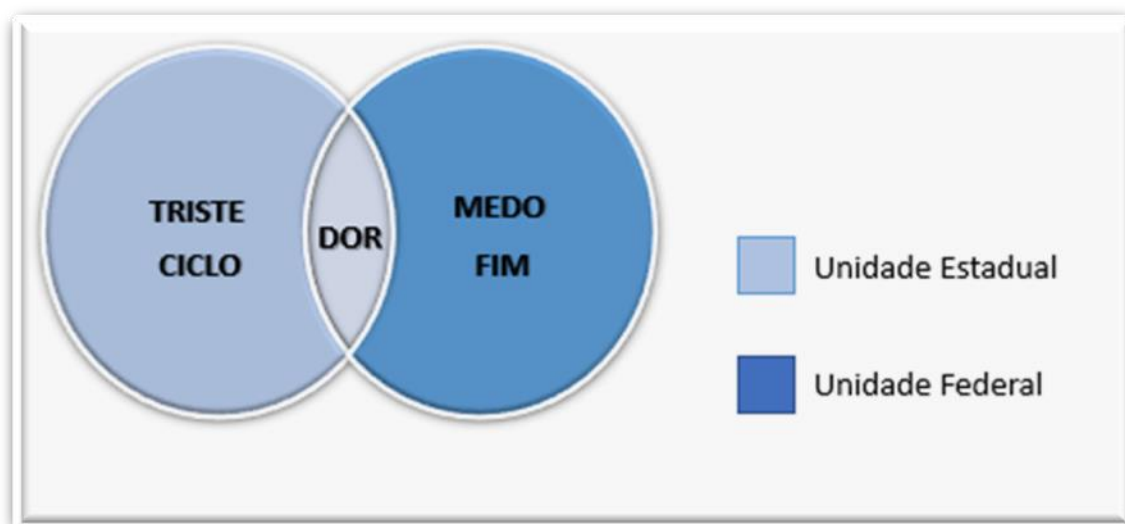 TRISTE
CICLO
DOR
MEDO
FIM
Unidade Estadual
Unidade Federal